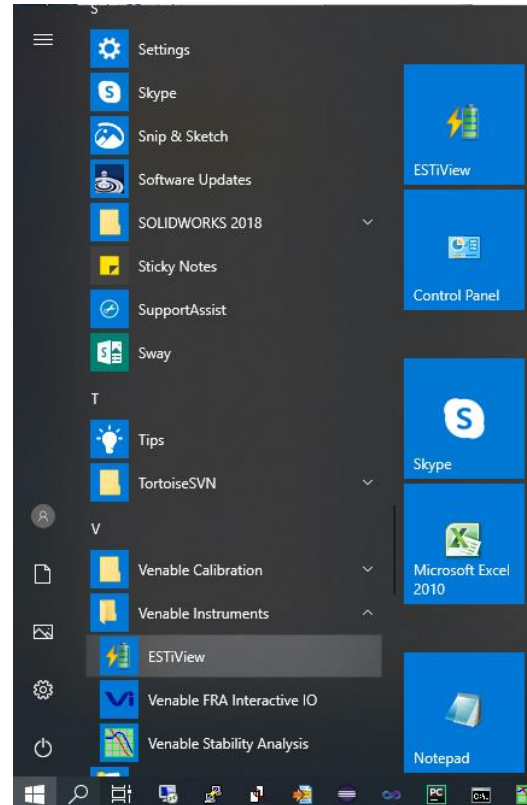 S
Settings
Skype
Snip & Sketch
Software Updates
SOLIDWORKS 2018
Sticky Notes
SupportAssist
Sway
T
Tips
TortoiseSVN
V
Venable Calibration
Venable Instruments
ESTiView
Venable FRA Interactive IO
Venable Stability Analysis
ESTiView
Control Panel
Skype
Microsoft Excel
2010
Notepad